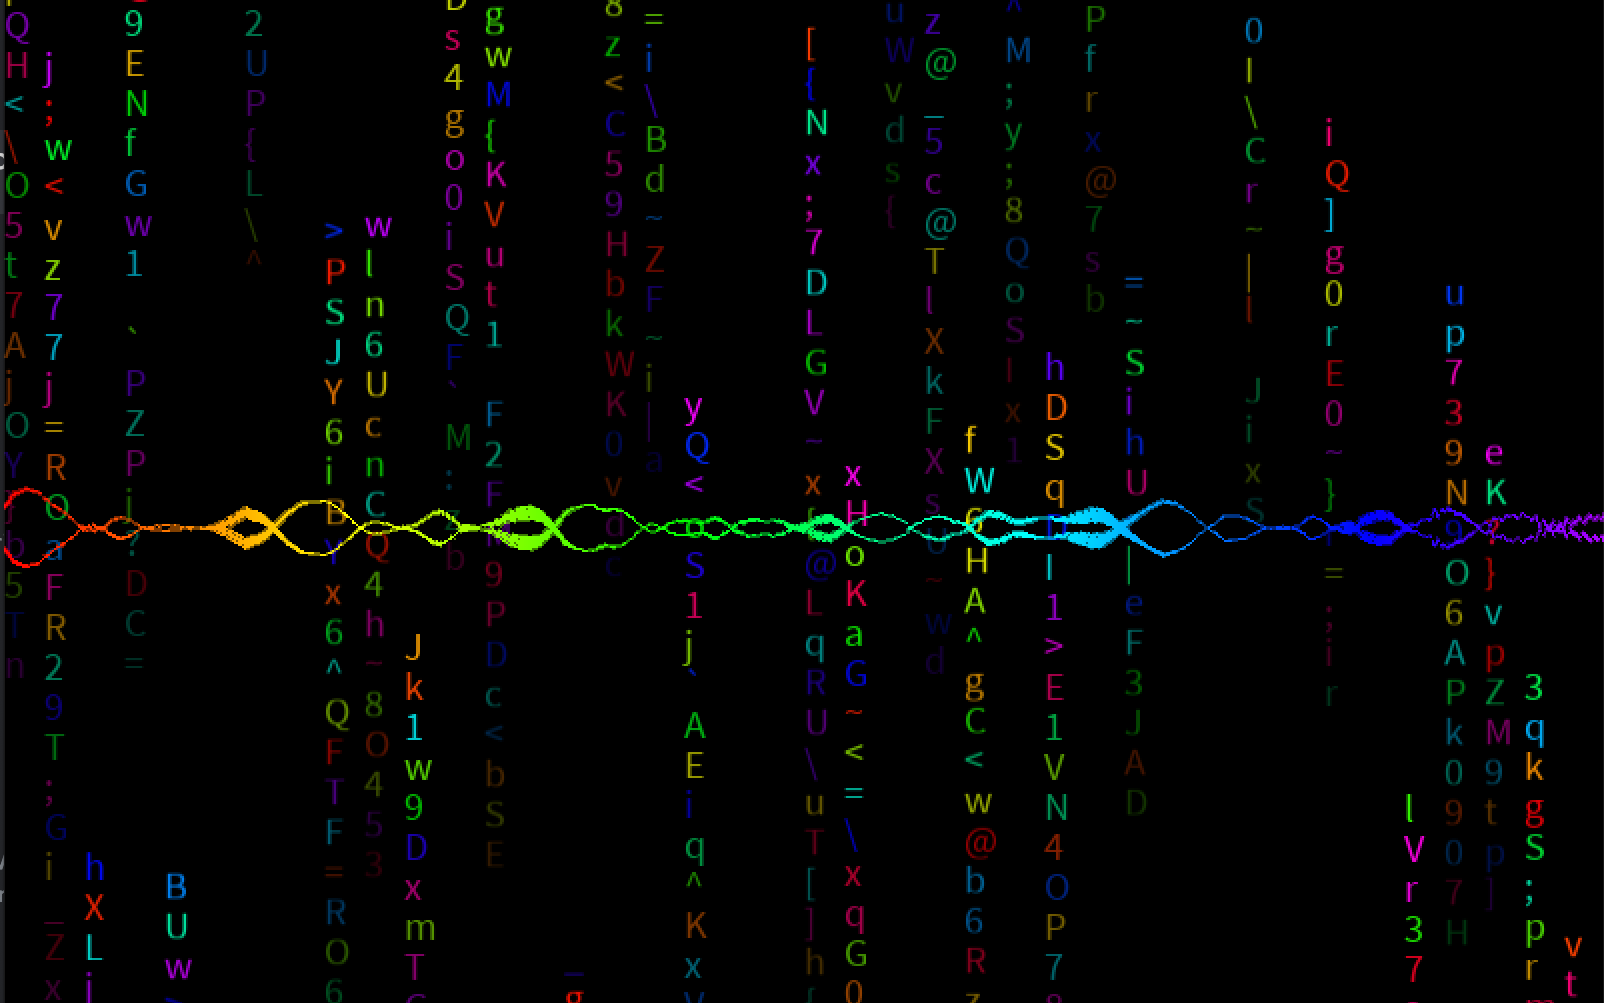 Q H < \ O 5 t 7 A j O Y } b 5 T n
j ; w < v z 7 7 j = R O a F R 2 9 T ; G i _ Z x
h X L
9 E N f G w 1 ` P Z P j ? D C =
B U w
2 U P { L \ ^
> P S J Y 6 i B Y x 6 ^ Q F T F = R O 6
w l n 6 U c n C Q 4 h ~ 8 O 4 5 3
J k 1 w 9 D x m T
s 4 g o 0 i S Q F ` M : z b
g w M { K V u t 1 F 2 F 9 P D c < b S E
_ g
8 z < C 5 9 H b k W K 0 v d c
= i \ B d ~ Z F ~ i | a
y Q < o S 1 j ` A E i q ^ K x
[ { N x ; 7 D L G V ~ x @ L q R U \ u T [ ] h
x H o K a G ~ < = \ x q G 0
u W v d s {
z @ _ 5 c @ T l X k F X s o ~ w d
f W 6 H A ^ g C < w @ b 6 R z
^ M ; y ; 8 Q o S I x 1
h D S q I 1 > E 1 V N 4 O P 7
P f r x @ 7 s b
= ~ S i h U | e F 3 J A D
0 I \ C r ~ | l J i x S
i Q ] g 0 r E 0 ~ } = ; i r
l V r 3 7
u p 7 3 9 N 9 O 6 A P k 0 9 0 7 H
e K ? } v p Z M 9 t p ]
3 q k g S ; p r
v t